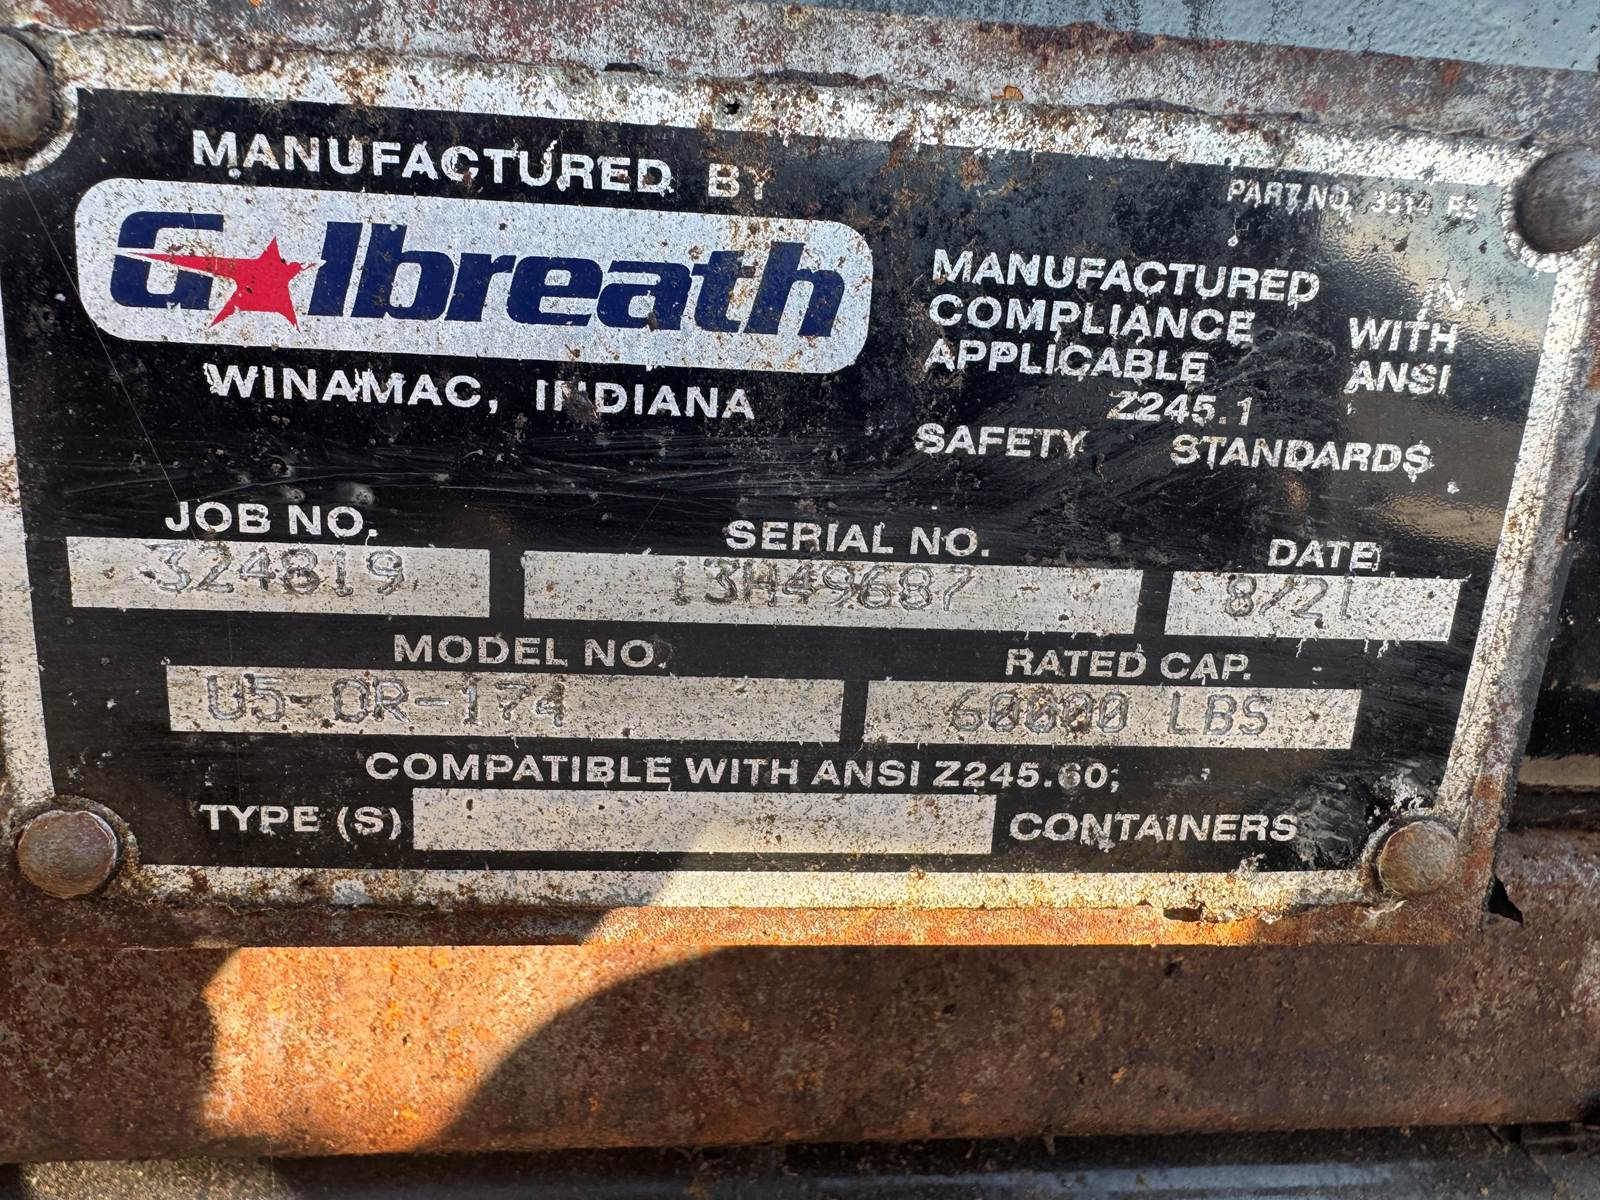 MANUFACTURED BY
PART NO.
Galbreath
WINAMAC, INDIANA
MANUFACTURED IN
COMPLIANCE WITH
APPLICABLE ANSI
Z245.1
SAFETY STANDARDS
JOB NO. SERIAL NO. DATE
324819 13H49687 8/21
MODEL NO. RATED CAP.
U5-OR-174 60000 LBS
COMPATIBLE WITH ANSI Z245.60;
TYPE (S) CONTAINERS